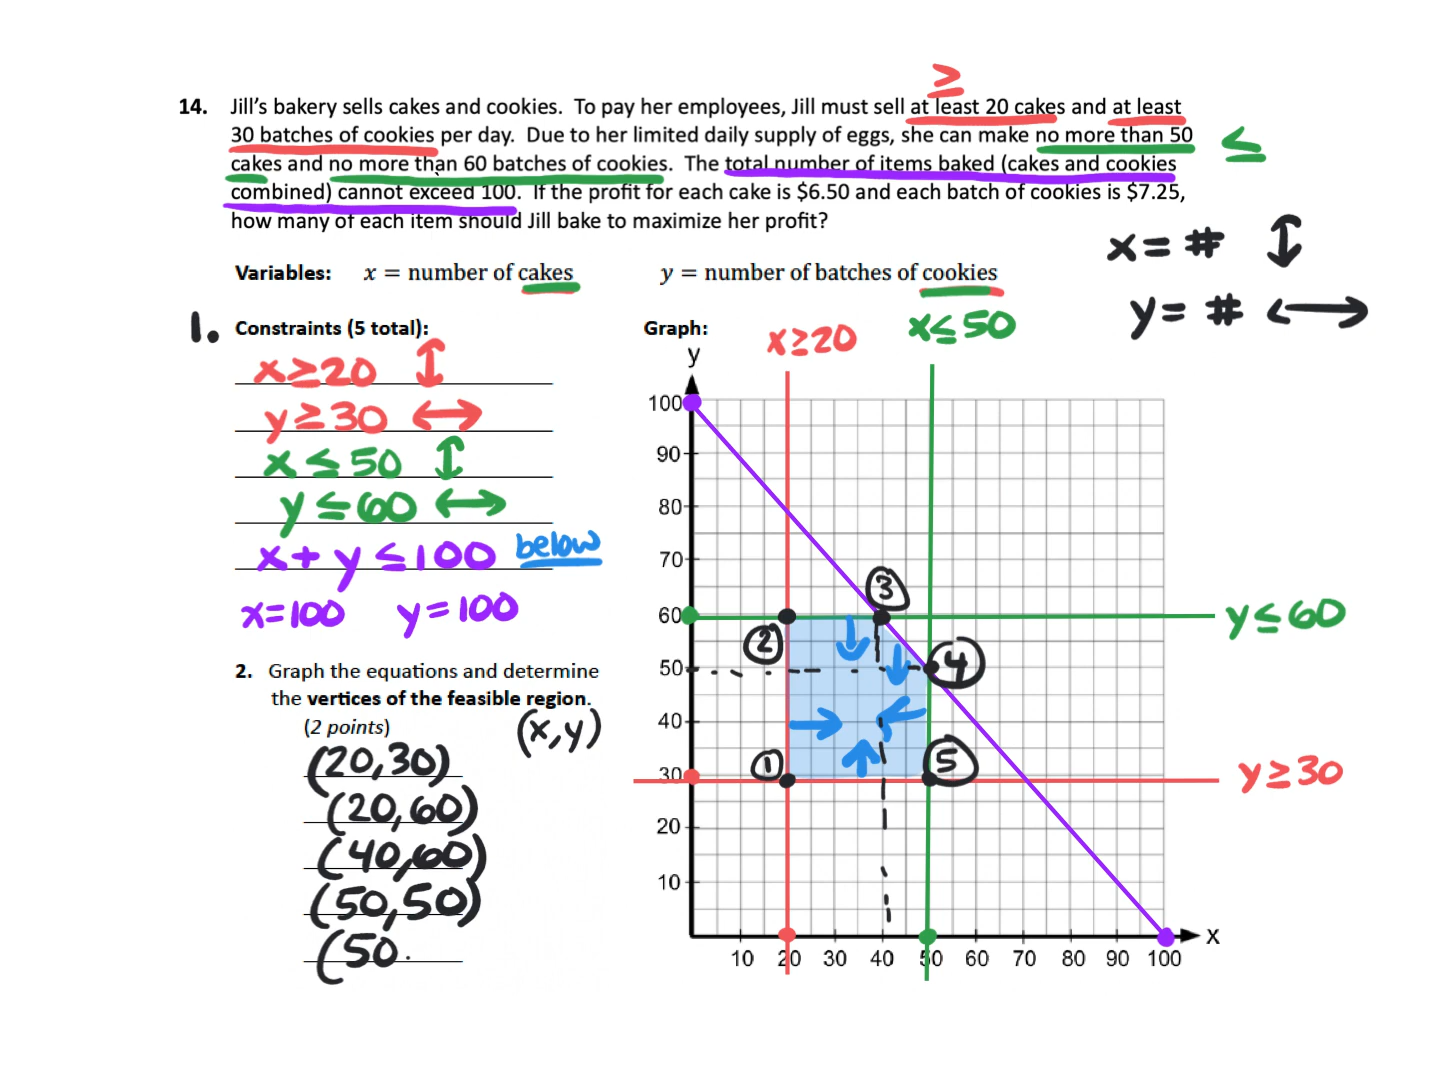 ≥
14. Jill's bakery sells cakes and cookies. To pay her employees, Jill must sell at least 20 cakes and at least
30 batches of cookies per day. Due to her limited daily supply of eggs, she can make no more than 50
≤
cakes and no more than 60 batches of cookies. The total number of items baked (cakes and cookies
combined) cannot exceed 100. If the profit for each cake is $6.50 and each batch of cookies is $7.25,
how many of each item should Jill bake to maximize her profit?
x = # ↕
y = # ↔
Variables: x = number of cakes y = number of batches of cookies
1. Constraints (5 total):
x ≥ 20 ↕
y ≥ 30 ↔
x ≤ 50 ↕
y ≤ 60 ↔
x + y ≤ 100 below
x = 100 y = 100
2. Graph the equations and determine
the vertices of the feasible region.
(2 points)
(x,y)
(20,30)
(20,60)
(40,60)
(50,50)
(50.
Graph:
x ≥ 20
x ≤ 50
y
100
90
80
70
60
50
40
30
20
10
10 20 30 40 50 60 70 80 90 100
x
y ≤ 60
y ≥ 30
3
2
4
1
5